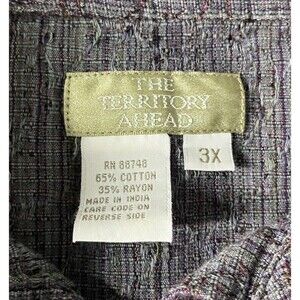 THE
TERRITORY
AHEAD
3X
RN 88748
65% COTTON
35% RAYON
MADE IN INDIA
CARE CODE ON
REVERSE SIDE